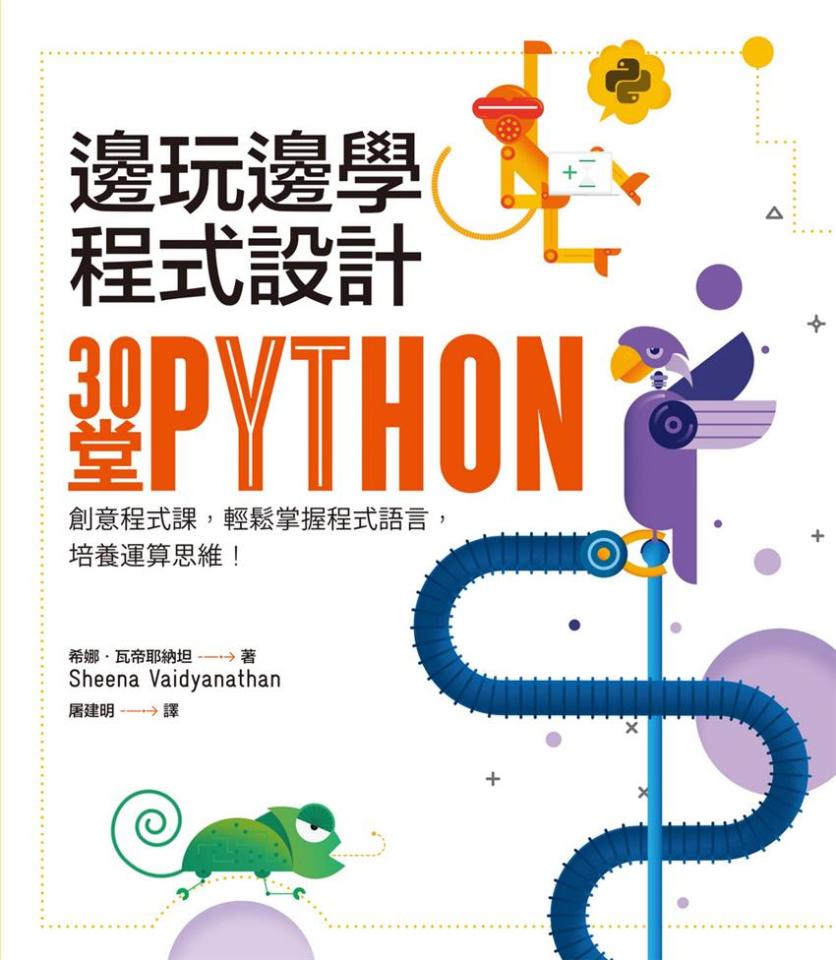 邊玩邊學
程式設計
30堂PYTHON
創意程式課，輕鬆掌握程式語言，
培養運算思維！
希娜．瓦帝耶納坦 著
Sheena Vaidyanathan
屠建明 譯